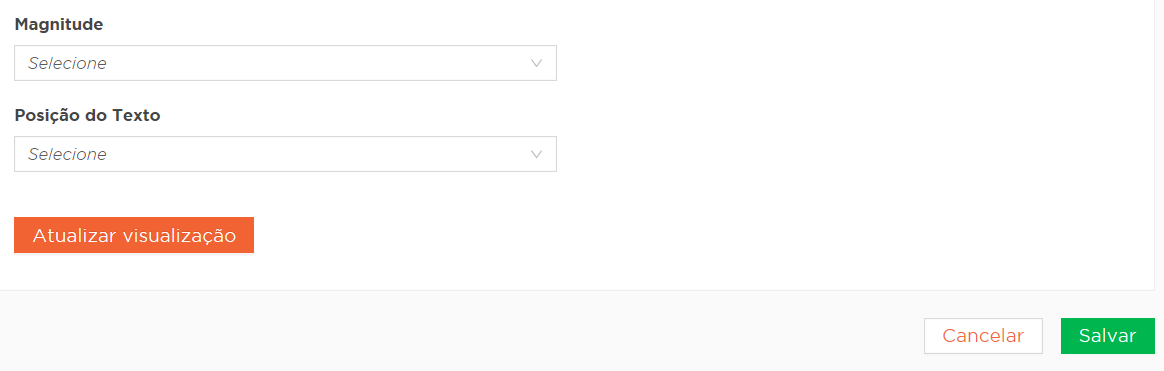 Magnitude
Selecione
Posição do Texto
Selecione
Atualizar visualização
Cancelar
Salvar